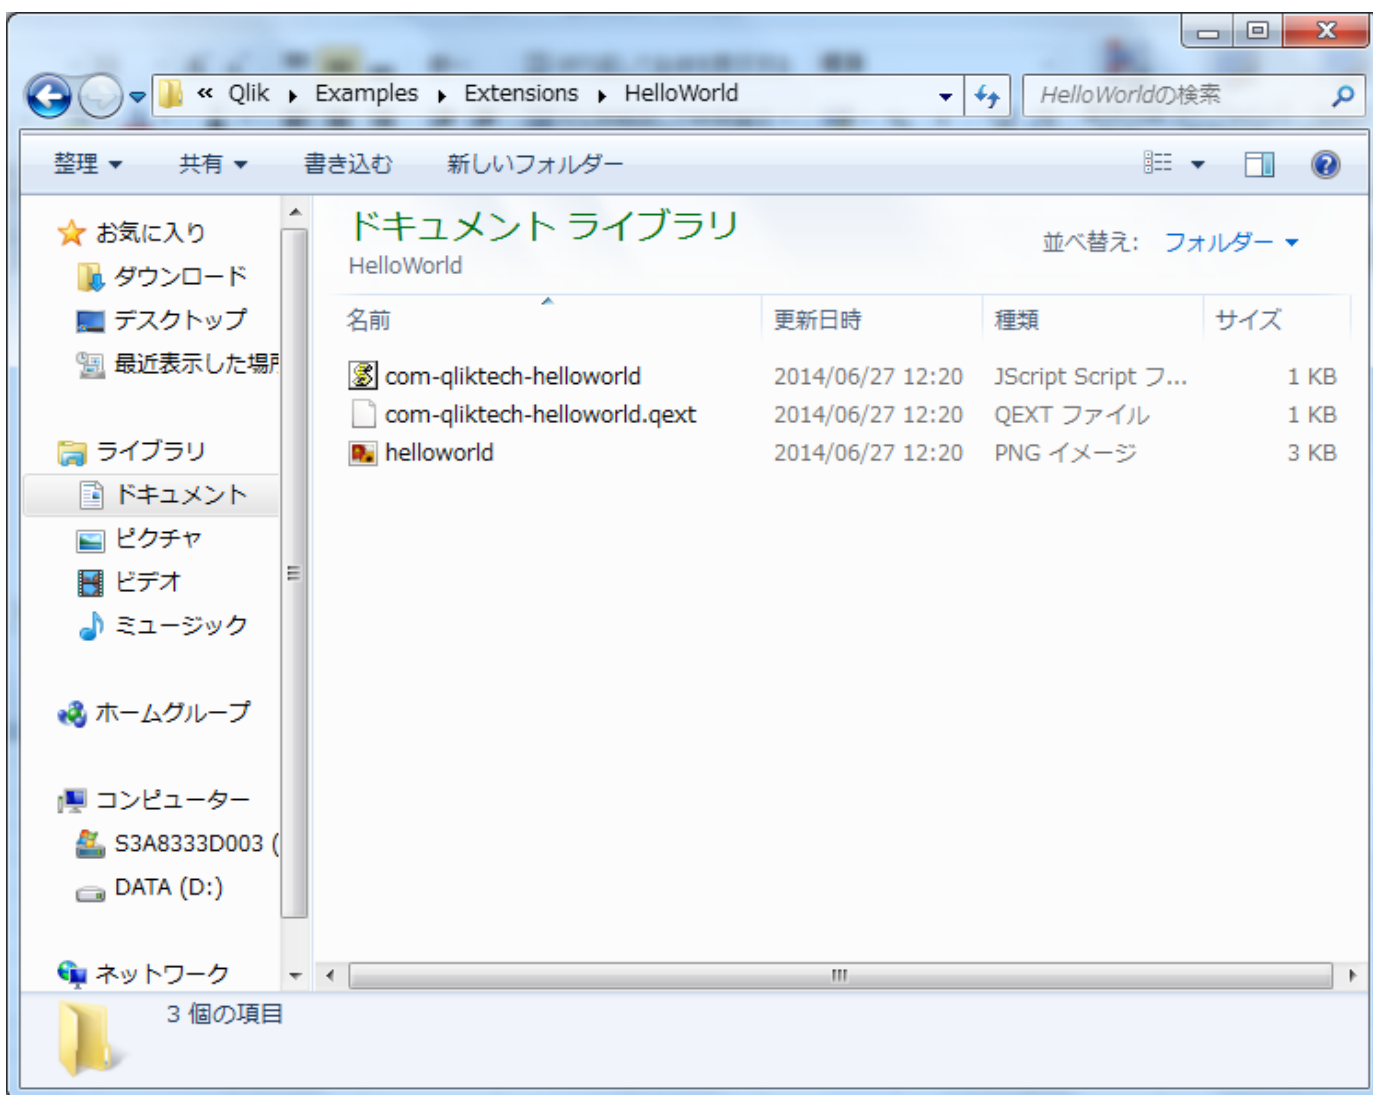 « Qlik ▸ Examples ▸ Extensions ▸ HelloWorld
HelloWorldの検索
整理 共有 書き込む 新しいフォルダー
お気に入り
ダウンロード
デスクトップ
最近表示した場所
ライブラリ
ドキュメント
ピクチャ
ビデオ
ミュージック
ホームグループ
コンピューター
S3A8333D003 (
DATA (D:)
ネットワーク
ドキュメント ライブラリ
HelloWorld
並べ替え: フォルダー
名前 更新日時 種類 サイズ
com-qliktech-helloworld 2014/06/27 12:20 JScript Script フ... 1 KB
com-qliktech-helloworld.qext 2014/06/27 12:20 QEXT ファイル 1 KB
helloworld 2014/06/27 12:20 PNG イメージ 3 KB
3 個の項目